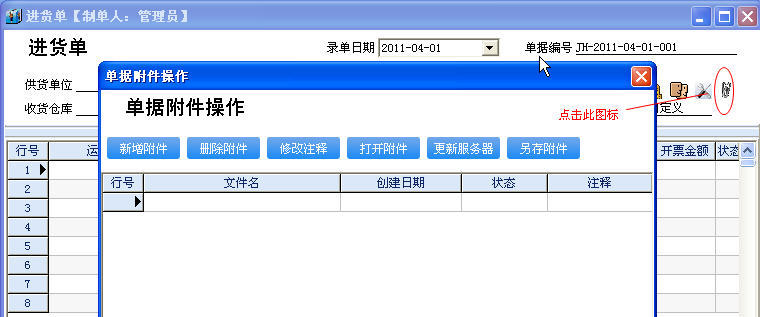 进货单【制单人：管理员】
进货单
录单日期 2011-04-01
单据编号 JH-2011-04-01-001
供货单位
收货仓库
定义
点击此图标
单据附件操作
单据附件操作
新增附件 删除附件 修改注释 打开附件 更新服务器 另存附件
行号 文件名 创建日期 状态 注释
行号 运 开票金额 状态
1
2
3
4
5
6
7
8